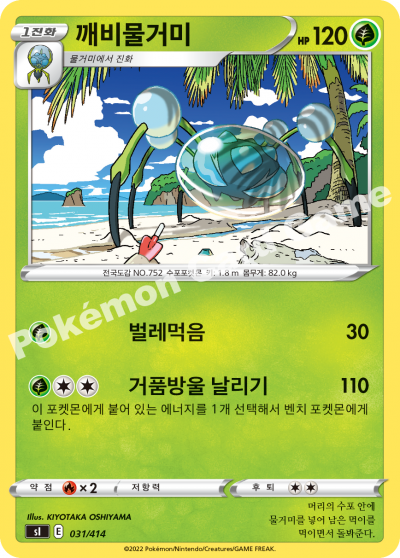 1진화
깨비물거미
HP 120
물거미에서 진화
전국도감 NO.752 수포포켓몬 키: 1.8 m 몸무게: 82.0 kg
벌레먹음 30
거품방울 날리기 110
이 포켓몬에게 붙어 있는 에너지를 1개 선택해서 벤치 포켓몬에게
붙인다.
약점 ×2 저항력 후퇴
Illus. KIYOTAKA OSHIYAMA
sI E 031/414
머리의 수포 안에
물거미를 넣어 남은 먹이를
먹이면서 돌봐준다.
©2022 Pokémon/Nintendo/Creatures/GAME FREAK.